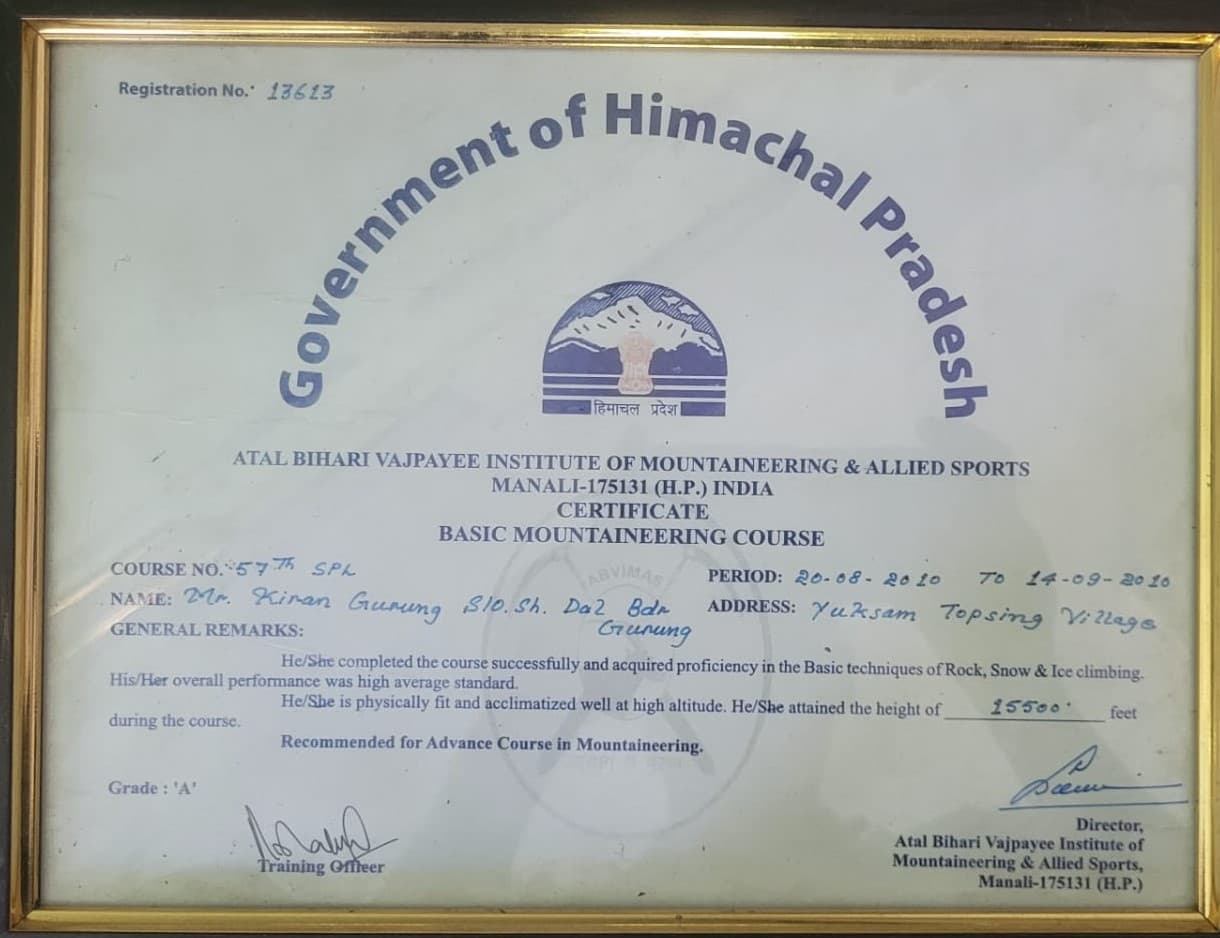 Registration No.: 13613
Government of Himachal Pradesh
हिमाचल प्रदेश
ATAL BIHARI VAJPAYEE INSTITUTE OF MOUNTAINEERING & ALLIED SPORTS
MANALI-175131 (H.P.) INDIA
CERTIFICATE
BASIC MOUNTAINEERING COURSE
ABVIMAS
COURSE NO.: 57Th SPL PERIOD: 20-08-2010 TO 14-09-2010
NAME: Mr. Kiran Gurung S/O. Sh. Dal Bdr Gurung ADDRESS: Yuksam Topsing Village
GENERAL REMARKS:
He/She completed the course successfully and acquired proficiency in the Basic techniques of Rock, Snow & Ice climbing.
His/Her overall performance was high average standard.
He/She is physically fit and acclimatized well at high altitude. He/She attained the height of 15500' feet
during the course.
Recommended for Advance Course in Mountaineering.
Grade : 'A'
Training Officer
Director,
Atal Bihari Vajpayee Institute of
Mountaineering & Allied Sports,
Manali-175131 (H.P.)